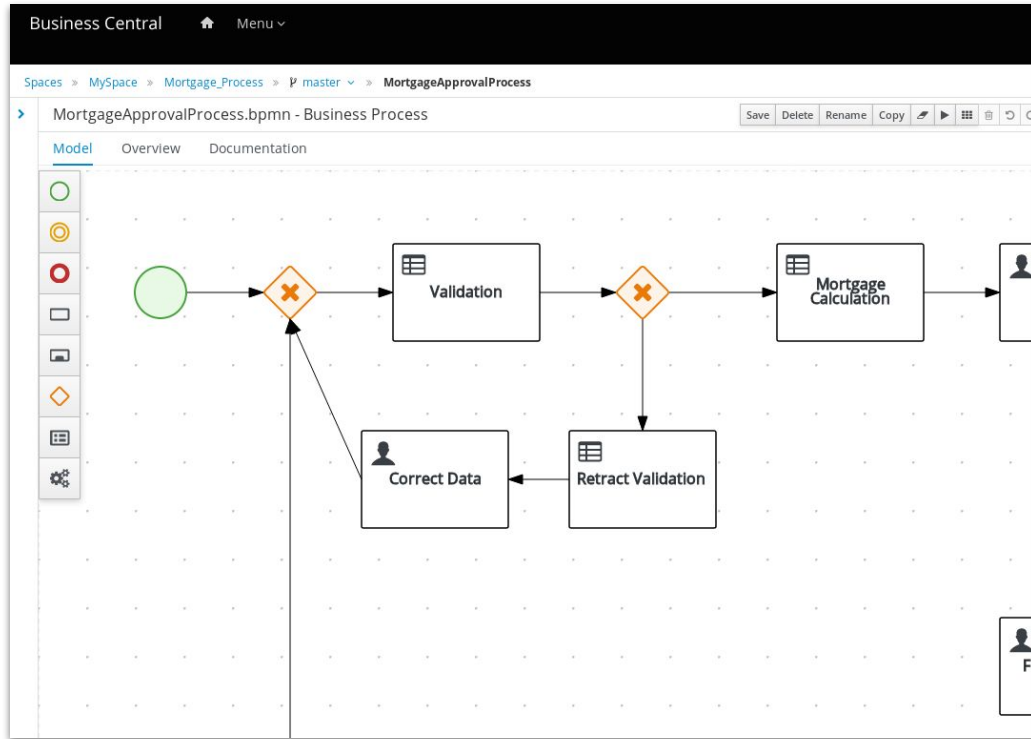 Business Central Menu
Spaces » MySpace » Mortgage_Process » master » MortgageApprovalProcess
MortgageApprovalProcess.bpmn - Business Process
Save Delete Rename Copy
Model Overview Documentation
Validation
Mortgage
Calculation
Correct Data
Retract Validation
F